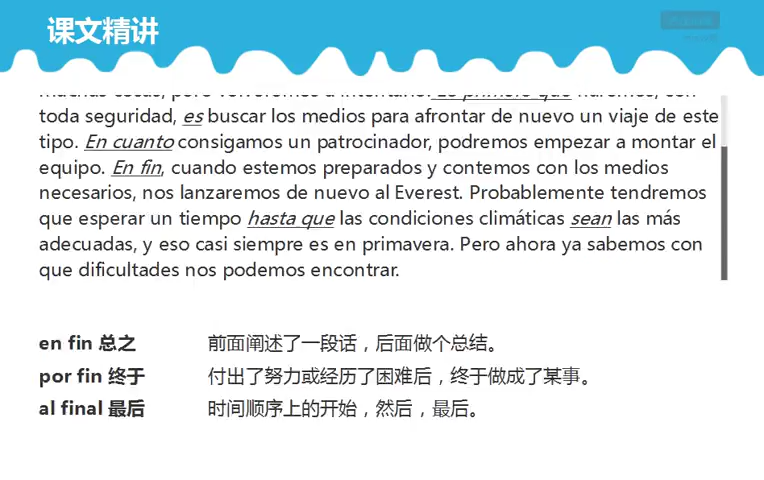 课文精讲
toda seguridad, es buscar los medios para afrontar de nuevo un viaje de este
tipo. En cuanto consigamos un patrocinador, podremos empezar a montar el
equipo. En fin, cuando estemos preparados y contemos con los medios
necesarios, nos lanzaremos de nuevo al Everest. Probablemente tendremos
que esperar un tiempo hasta que las condiciones climáticas sean las más
adecuadas, y eso casi siempre es en primavera. Pero ahora ya sabemos con
que dificultades nos podemos encontrar.
en fin 总之 前面阐述了一段话，后面做个总结。
por fin 终于 付出了努力或经历了困难后，终于做成了某事。
al final 最后 时间顺序上的开始，然后，最后。